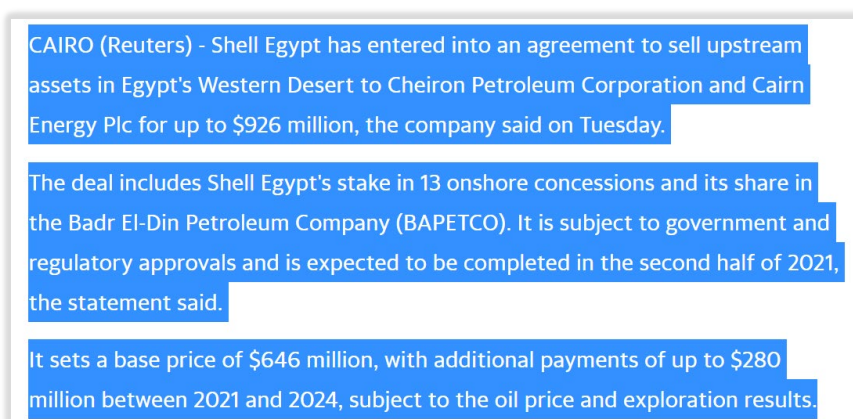 CAIRO (Reuters) - Shell Egypt has entered into an agreement to sell upstream
assets in Egypt's Western Desert to Cheiron Petroleum Corporation and Cairn
Energy Plc for up to $926 million, the company said on Tuesday.
The deal includes Shell Egypt's stake in 13 onshore concessions and its share in
the Badr El-Din Petroleum Company (BAPETCO). It is subject to government and
regulatory approvals and is expected to be completed in the second half of 2021,
the statement said.
It sets a base price of $646 million, with additional payments of up to $280
million between 2021 and 2024, subject to the oil price and exploration results.